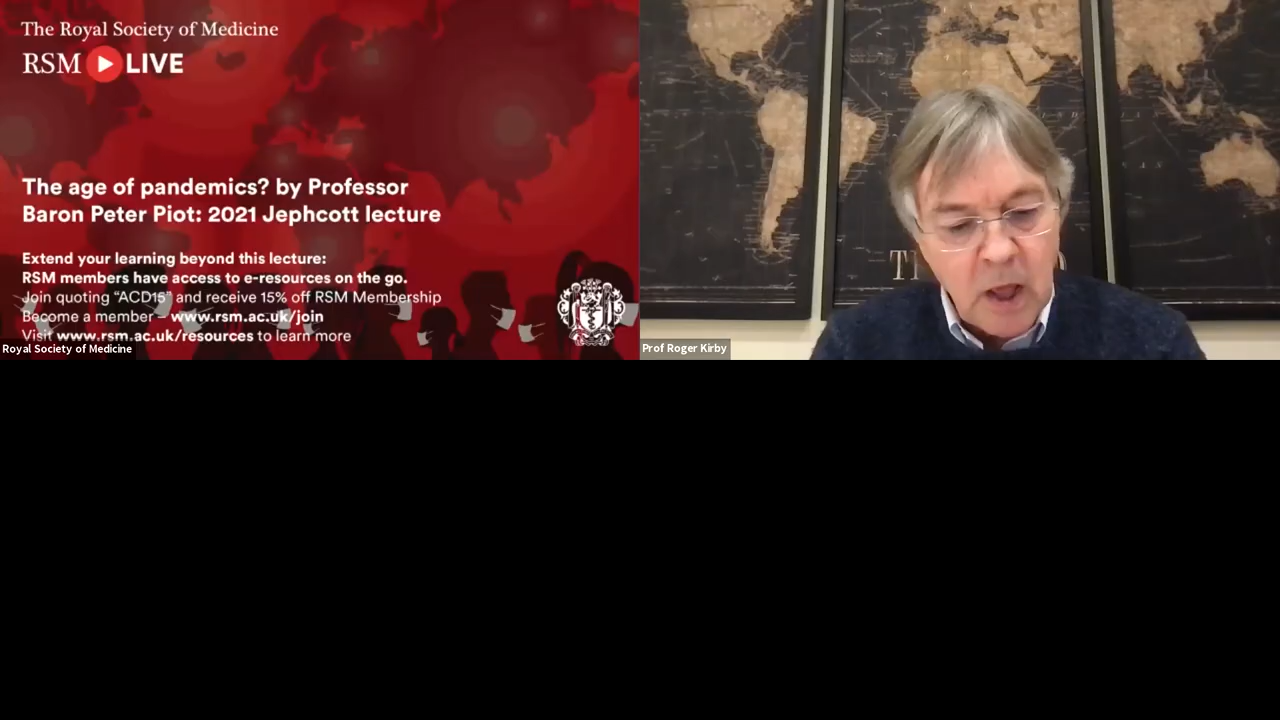 The Royal Society of Medicine
RSM LIVE
The age of pandemics? by Professor
Baron Peter Piot: 2021 Jephcott lecture
Extend your learning beyond this lecture:
RSM members have access to e-resources on the go.
Join quoting “ACD15” and receive 15% off RSM Membership
Become a member – www.rsm.ac.uk/join
Visit www.rsm.ac.uk/resources to learn more
Royal Society of Medicine
Prof Roger Kirby